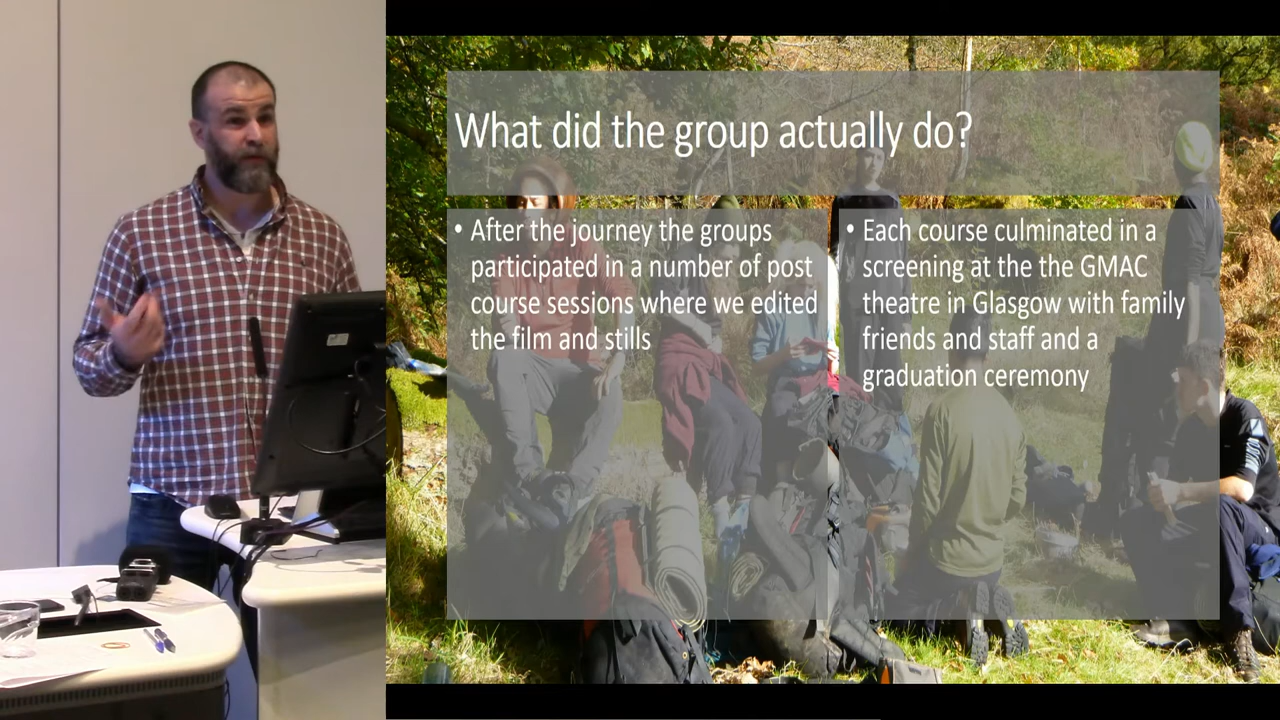 What did the group actually do?
• After the journey the groups
participated in a number of post
course sessions where we edited
the film and stills
• Each course culminated in a
screening at the the GMAC
theatre in Glasgow with family
friends and staff and a
graduation ceremony